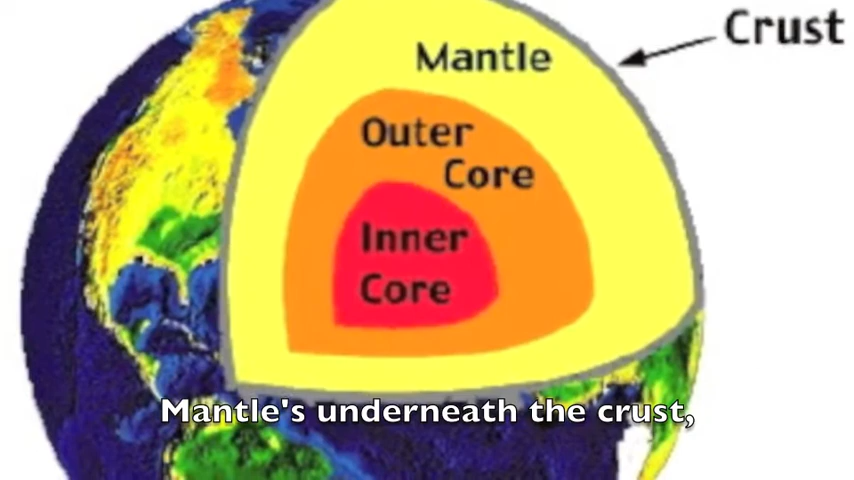 Crust
Mantle
Outer
Core
Inner
Core
Mantle's underneath the crust,